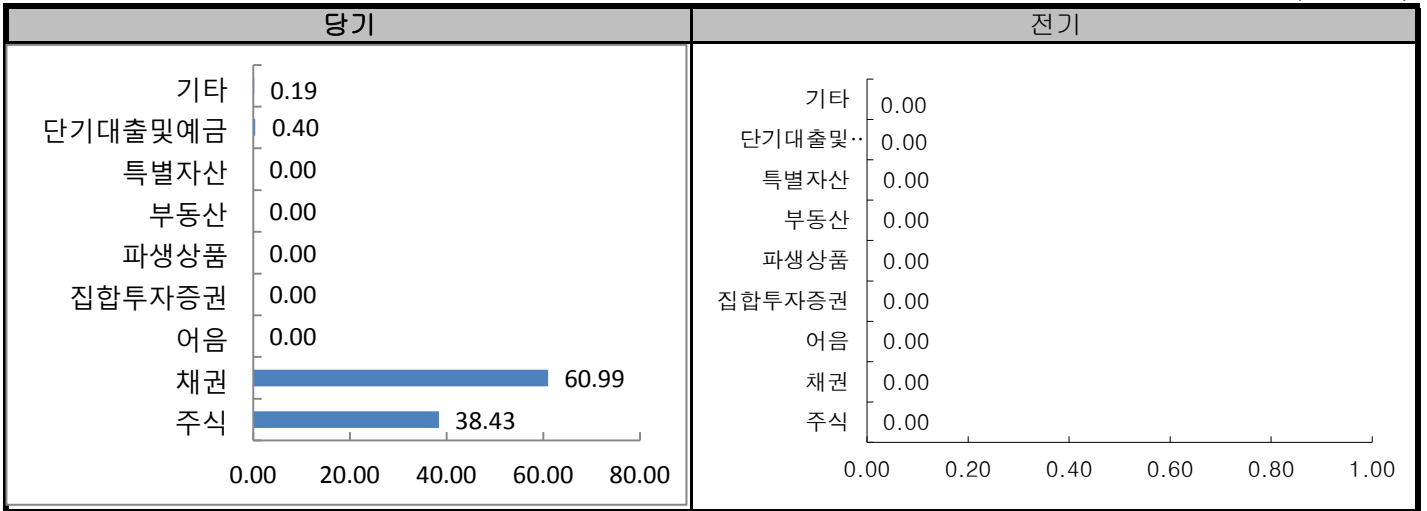 당기
전기
기타 0.19
단기대출및예금 0.40
특별자산 0.00
부동산 0.00
파생상품 0.00
집합투자증권 0.00
어음 0.00
채권 60.99
주식 38.43
0.00 20.00 40.00 60.00 80.00
기타 0.00
단기대출및… 0.00
특별자산 0.00
부동산 0.00
파생상품 0.00
집합투자증권 0.00
어음 0.00
채권 0.00
주식 0.00
0.00 0.20 0.40 0.60 0.80 1.00